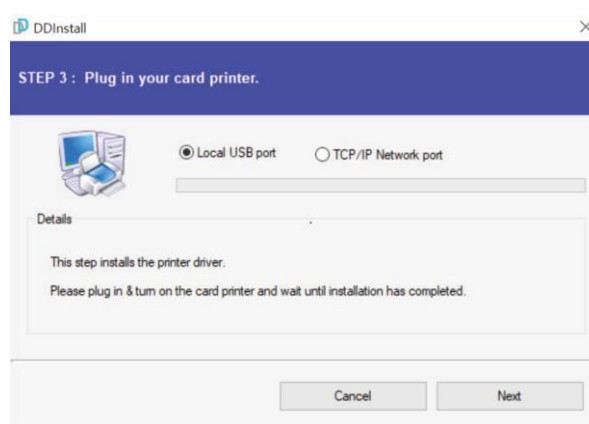 DDInstall
STEP 3 : Plug in your card printer.
Local USB port
TCP/IP Network port
Details
This step installs the printer driver.
Please plug in & turn on the card printer and wait until installation has completed.
Cancel
Next